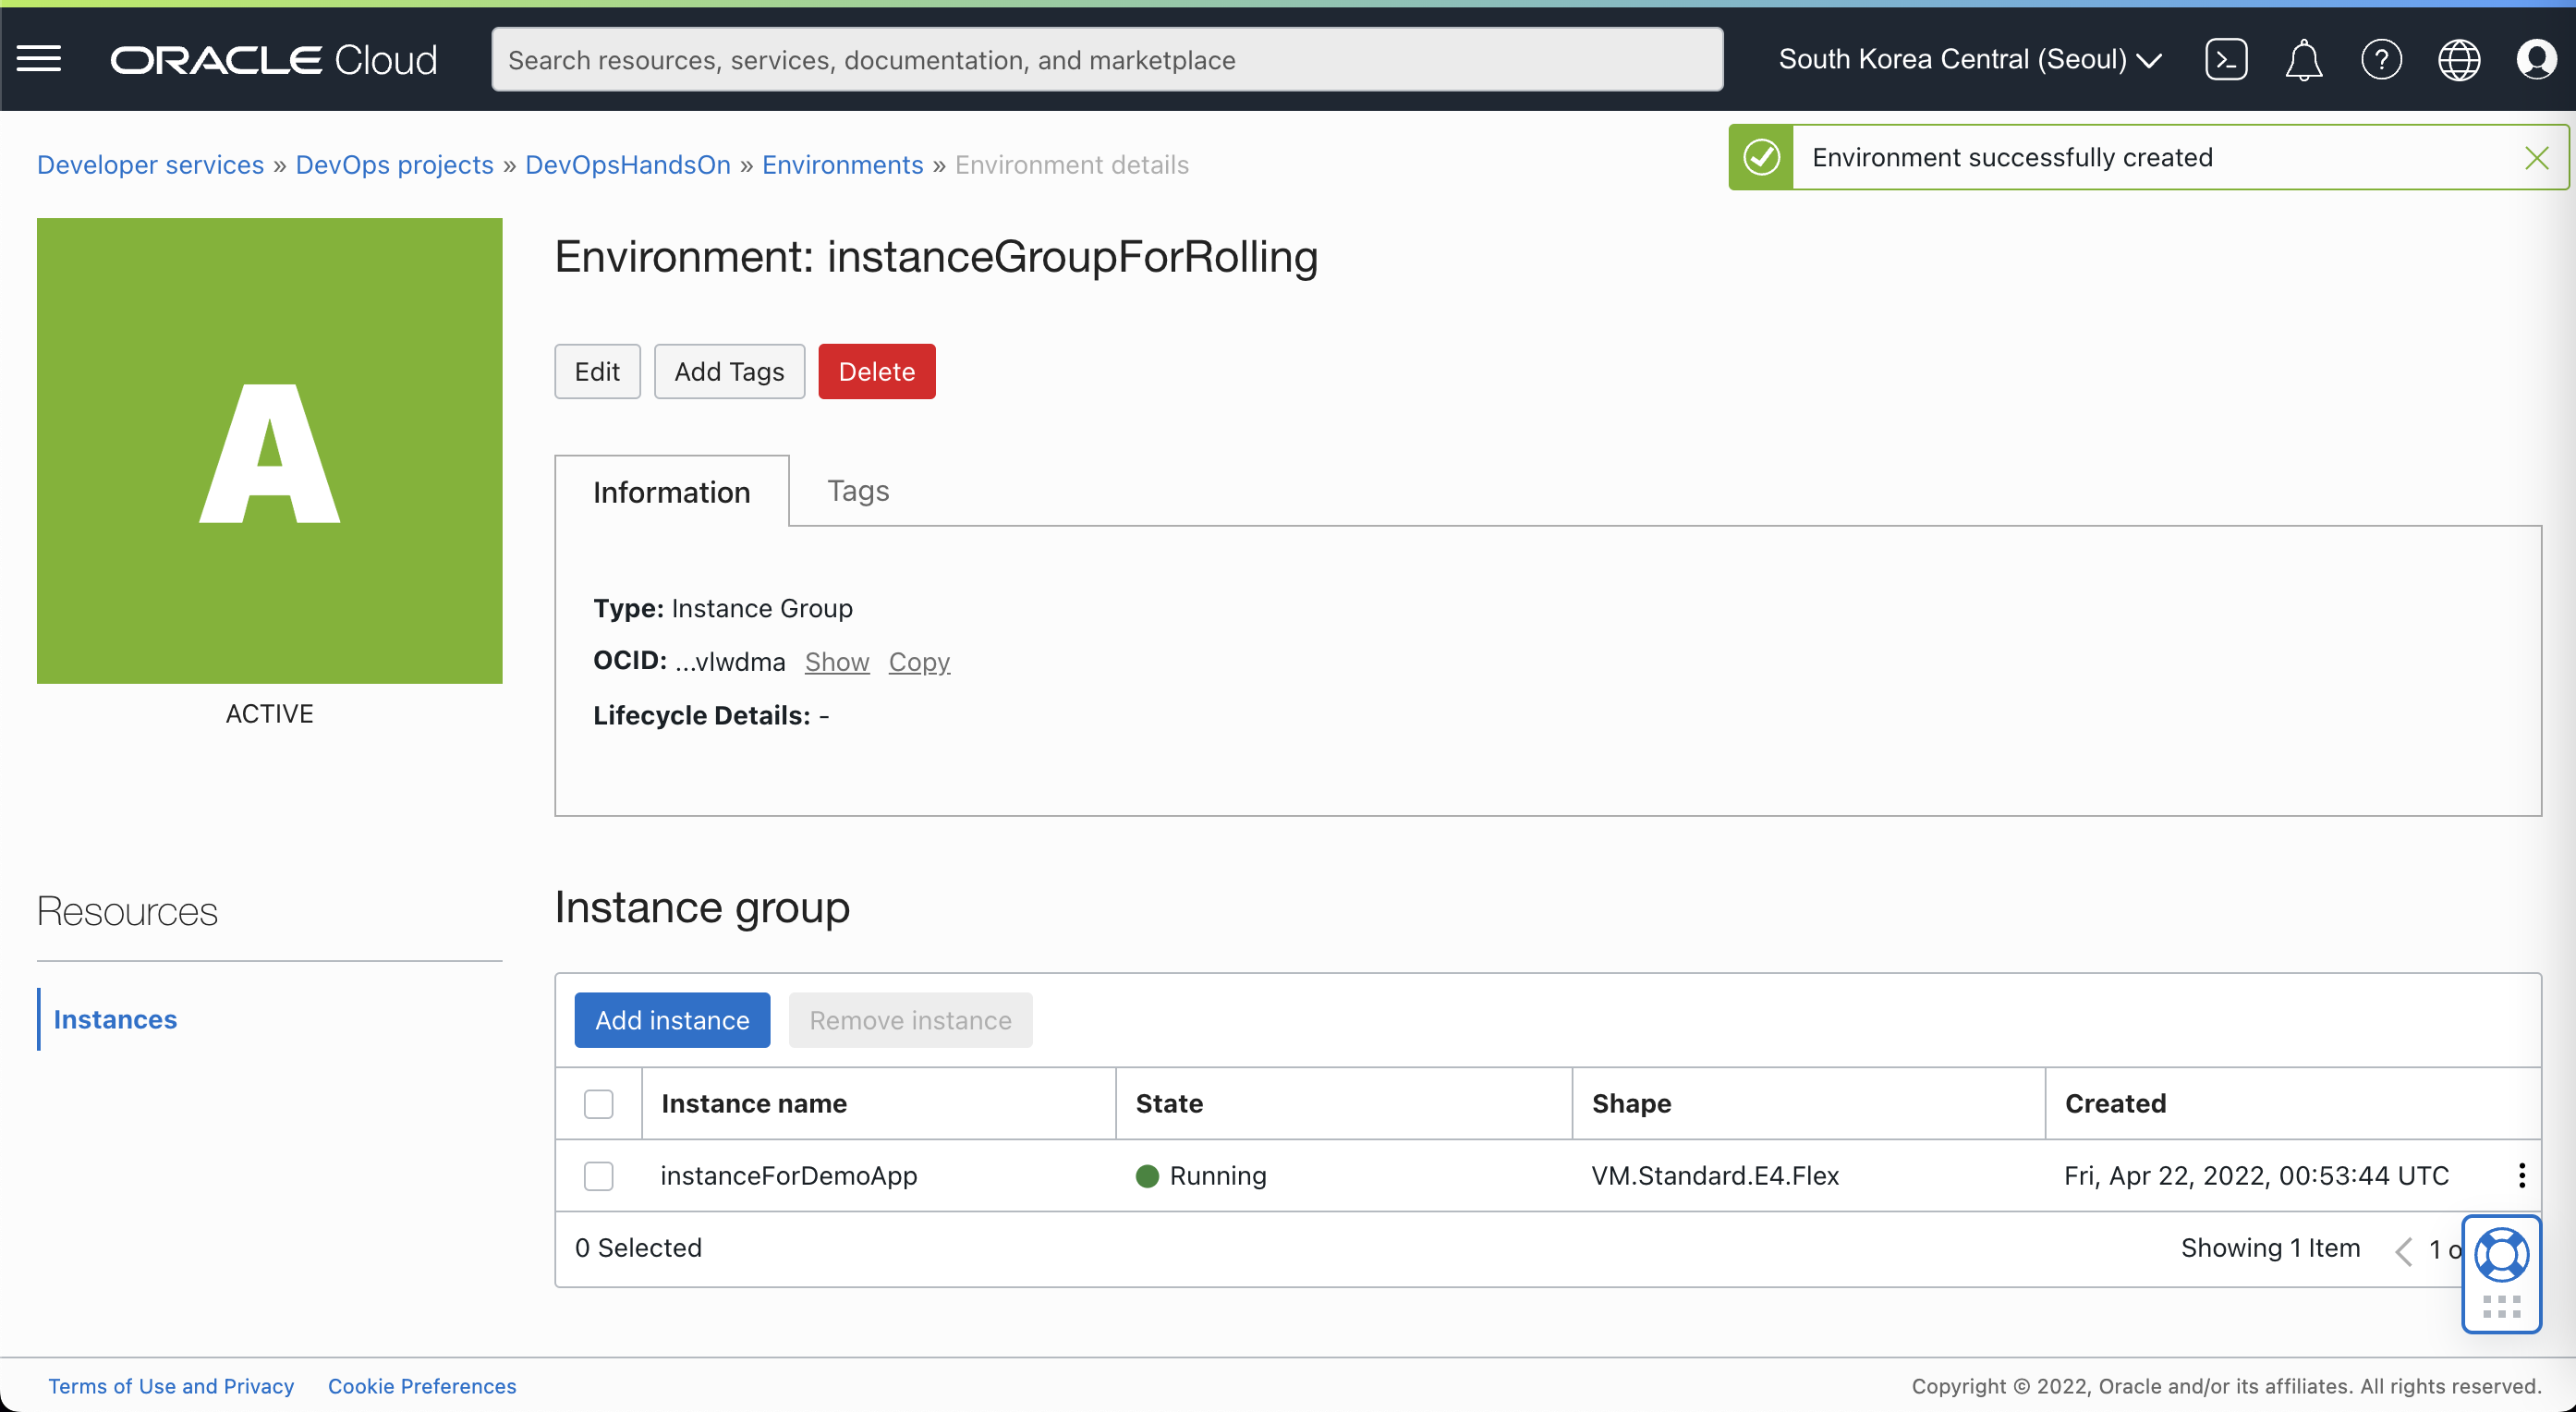 ORACLE Cloud
Search resources, services, documentation, and marketplace
South Korea Central (Seoul)
Developer services » DevOps projects » DevOpsHandsOn » Environments » Environment details
Environment successfully created
A
ACTIVE
Environment: instanceGroupForRolling
Edit Add Tags Delete
Information Tags
Type: Instance Group
OCID: ...vlwdma Show Copy
Lifecycle Details: -
Resources
Instances
Instance group
Add instance Remove instance
Instance name State Shape Created
instanceForDemoApp Running VM.Standard.E4.Flex Fri, Apr 22, 2022, 00:53:44 UTC
0 Selected Showing 1 Item 1 o
Terms of Use and Privacy Cookie Preferences Copyright © 2022, Oracle and/or its affiliates. All rights reserved.